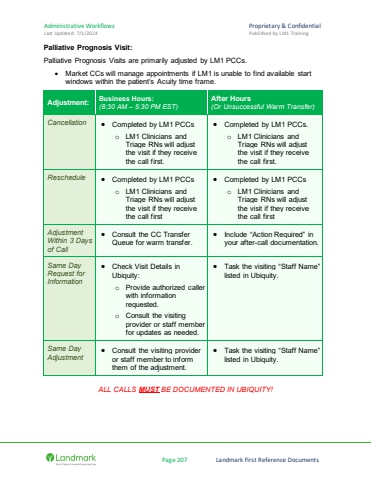 Administrative Workflows Proprietary & Confidential
Last Updated: 7/1/2024 Published by LM1 Training
Palliative Prognosis Visit:
Palliative Prognosis Visits are primarily adjusted by LM1 PCCs.
• Market CCs will manage appointments if LM1 is unable to find available start
windows within the patient's Acuity time frame.
Adjustment:
Business Hours:
(8:30 AM – 5:30 PM EST)
After Hours
(Or Unsuccessful Warm Transfer)
Cancellation
• Completed by LM1 PCCs
o LM1 Clinicians and
Triage RNs will adjust
the visit if they receive
the call first.
• Completed by LM1 PCCs.
o LM1 Clinicians and
Triage RNs will adjust
the visit if they receive
the call first.
Reschedule
• Completed by LM1 PCCs
o LM1 Clinicians and
Triage RNs will adjust
the visit if they receive
the call first
• Completed by LM1 PCCs
o LM1 Clinicians and
Triage RNs will adjust
the visit if they receive
the call first
Adjustment
Within 3 Days
of Call
• Consult the CC Transfer
Queue for warm transfer.
• Include "Action Required" in
your after-call documentation.
Same Day
Request for
Information
• Check Visit Details in
Ubiquity:
o Provide authorized caller
with information
requested.
o Consult the visiting
provider or staff member
for updates as needed.
• Task the visiting "Staff Name"
listed in Ubiquity.
Same Day
Adjustment
• Consult the visiting provider
or staff member to inform
them of the adjustment.
• Task the visiting "Staff Name"
listed in Ubiquity.
ALL CALLS MUST BE DOCUMENTED IN UBIQUITY!
Landmark Page 207 Landmark First Reference Documents